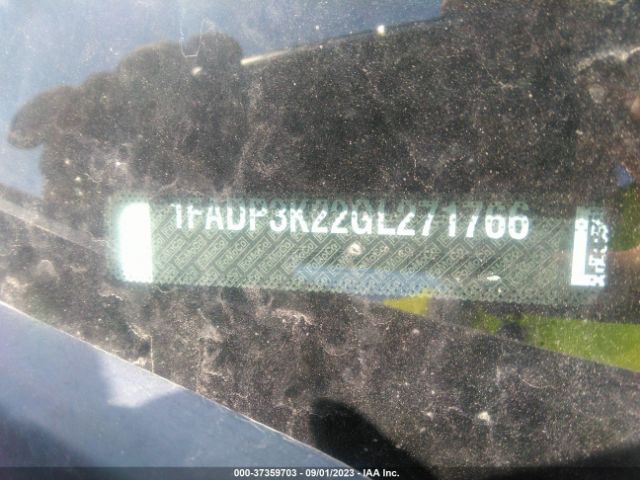 1FADP3K22GL271766
000-37359703 - 09/01/2023 - IAA Inc.